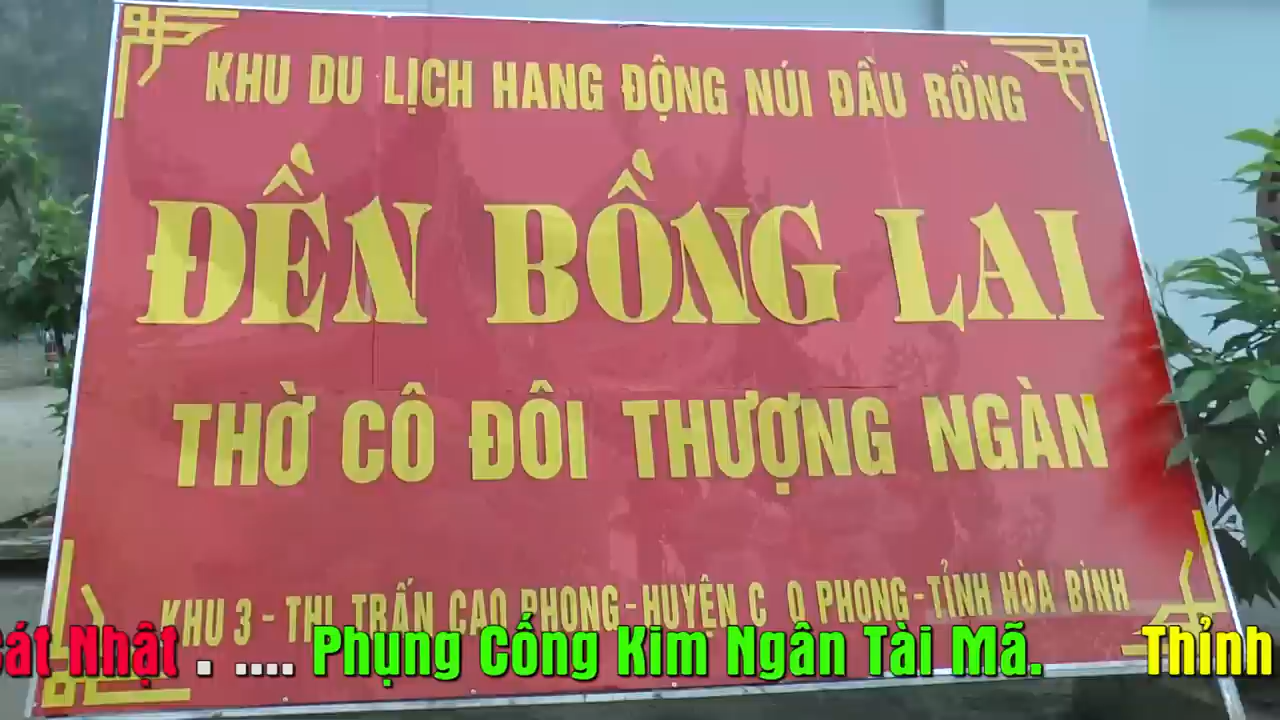 KHU DU LỊCH HANG ĐỘNG NÚI ĐẦU RỒNG
ĐỀN BỒNG LAI
THỜ CÔ ĐÔI THƯỢNG NGÀN
KHU 3 - THỊ TRẤN CAO PHONG - HUYỆN C O PHONG - TỈNH HÒA BÌNH
Cát Nhật . .... Phụng Cống Kim Ngân Tài Mã. Thỉnh